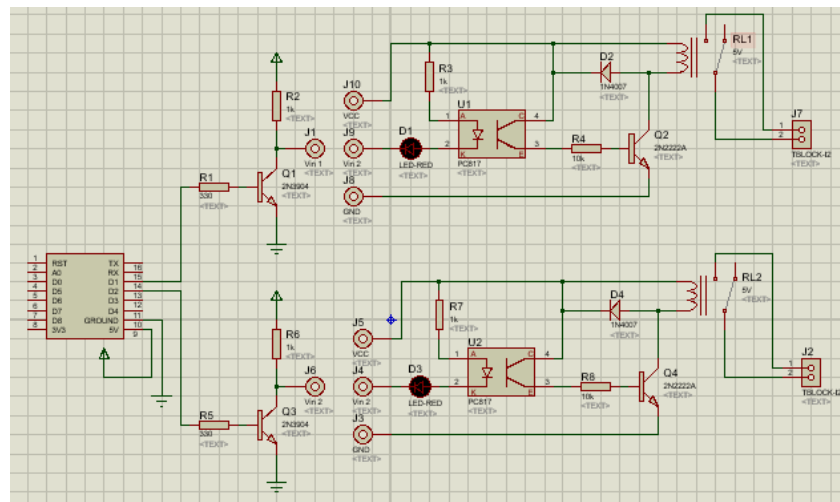 RL1
5V
<TEXT>
D2
1N4007
<TEXT>
R3
1k
<TEXT>
J10
VCC
<TEXT>
U1
A
C
K
E
1
2
4
3
PC817
<TEXT>
R2
1k
<TEXT>
J1
Vin 1
<TEXT>
J9
Vin 2
<TEXT>
D1
LED-RED
<TEXT>
R4
10k
<TEXT>
Q2
2N2222A
<TEXT>
J7
1
2
TBLOCK-I2
<TEXT>
R1
330
<TEXT>
Q1
2N3904
<TEXT>
J8
GND
<TEXT>
1 RST TX 16
2 A0 RX 15
3 D0 D1 14
4 D5 D2 13
5 D6 D3 12
6 D7 D4 11
7 D8 GROUND 10
8 3V3 5V 9
R6
1k
<TEXT>
J6
Vin 2
<TEXT>
R5
330
<TEXT>
Q3
2N3904
<TEXT>
J5
VCC
<TEXT>
J4
Vin 2
<TEXT>
J3
GND
<TEXT>
R7
1k
<TEXT>
D3
LED-RED
<TEXT>
U2
A
C
K
E
1
2
4
3
PC817
<TEXT>
D4
1N4007
<TEXT>
R8
10k
<TEXT>
Q4
2N2222A
<TEXT>
RL2
5V
<TEXT>
J2
1
2
TBLOCK-I2
<TEXT>